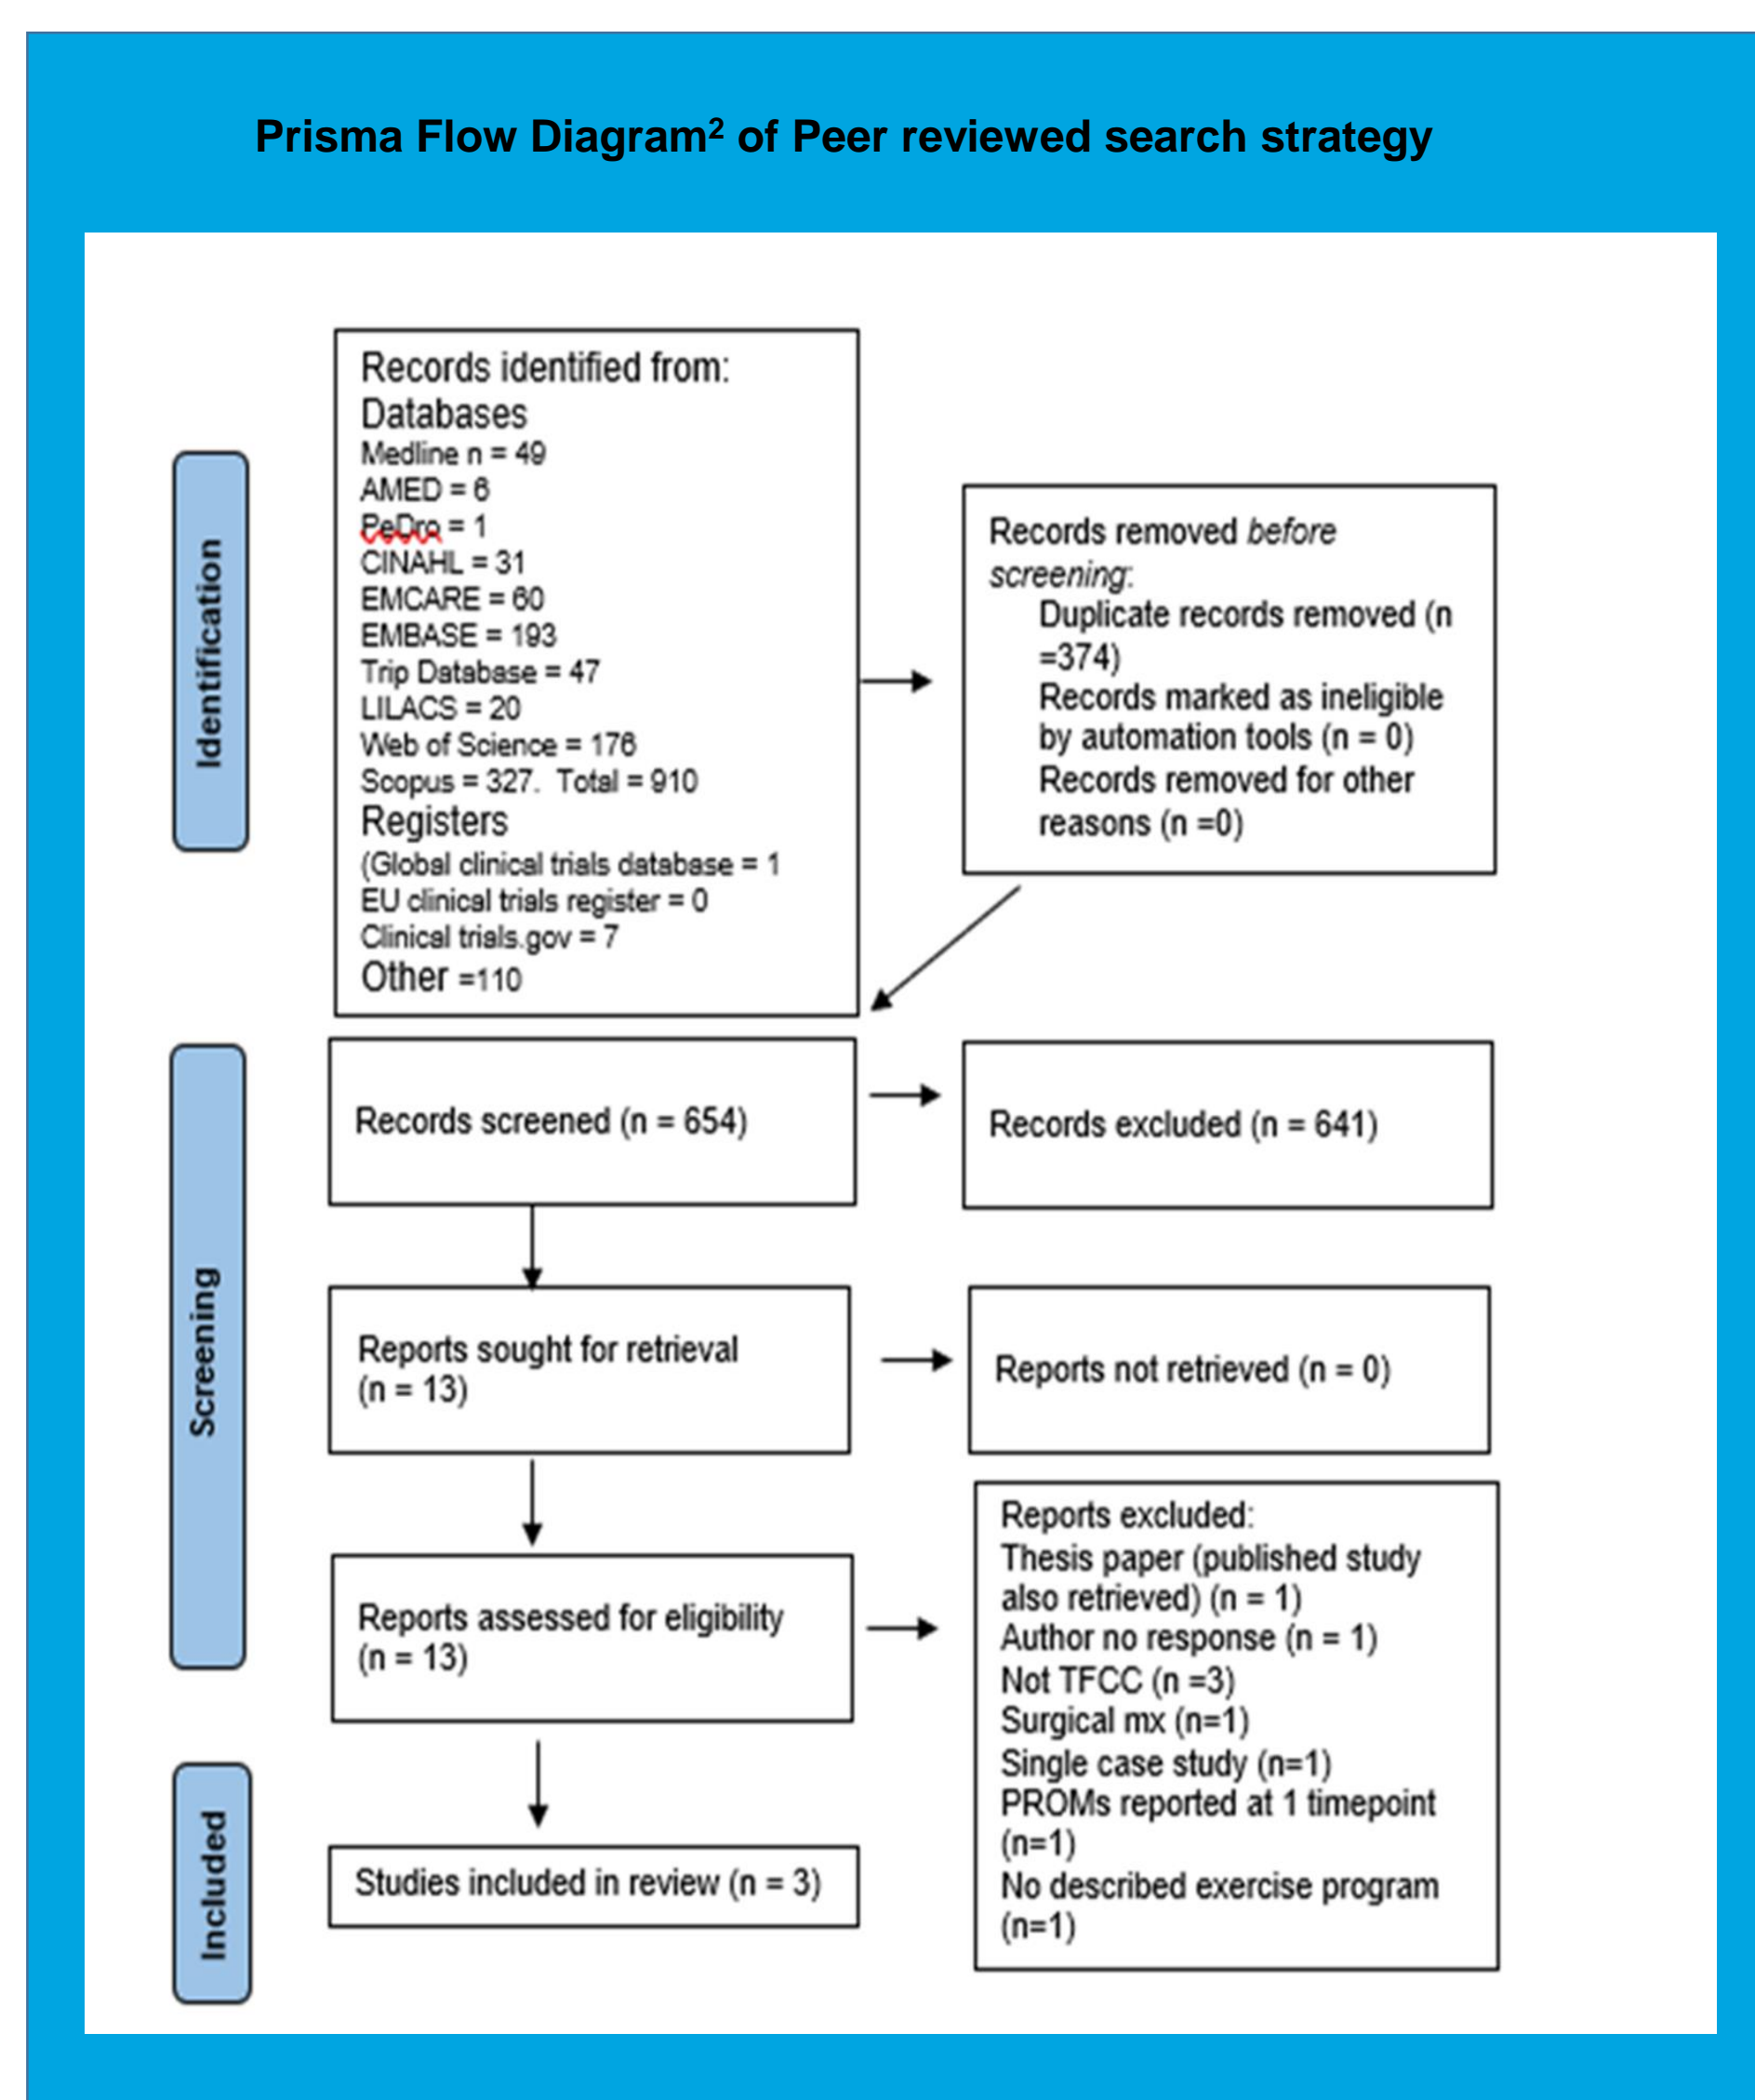 Prisma Flow Diagram² of Peer reviewed search strategy
Identification
Records identified from:
Databases
Medline n = 49
AMED = 6
PeDro = 1
CINAHL = 31
EMCARE = 60
EMBASE = 193
Trip Database = 47
LILACS = 20
Web of Science = 176
Scopus = 327. Total = 910
Registers
(Global clinical trials database = 1
EU clinical trials register = 0
Clinical trials.gov = 7
Other =110
Records removed before
screening:
Duplicate records removed (n
=374)
Records marked as ineligible
by automation tools (n = 0)
Records removed for other
reasons (n =0)
Screening
Records screened (n = 654)
Records excluded (n = 641)
Reports sought for retrieval
(n = 13)
Reports not retrieved (n = 0)
Reports assessed for eligibility
(n = 13)
Reports excluded:
Thesis paper (published study
also retrieved) (n = 1)
Author no response (n = 1)
Not TFCC (n =3)
Surgical mx (n=1)
Single case study (n=1)
PROMs reported at 1 timepoint
(n=1)
No described exercise program
(n=1)
Included
Studies included in review (n = 3)